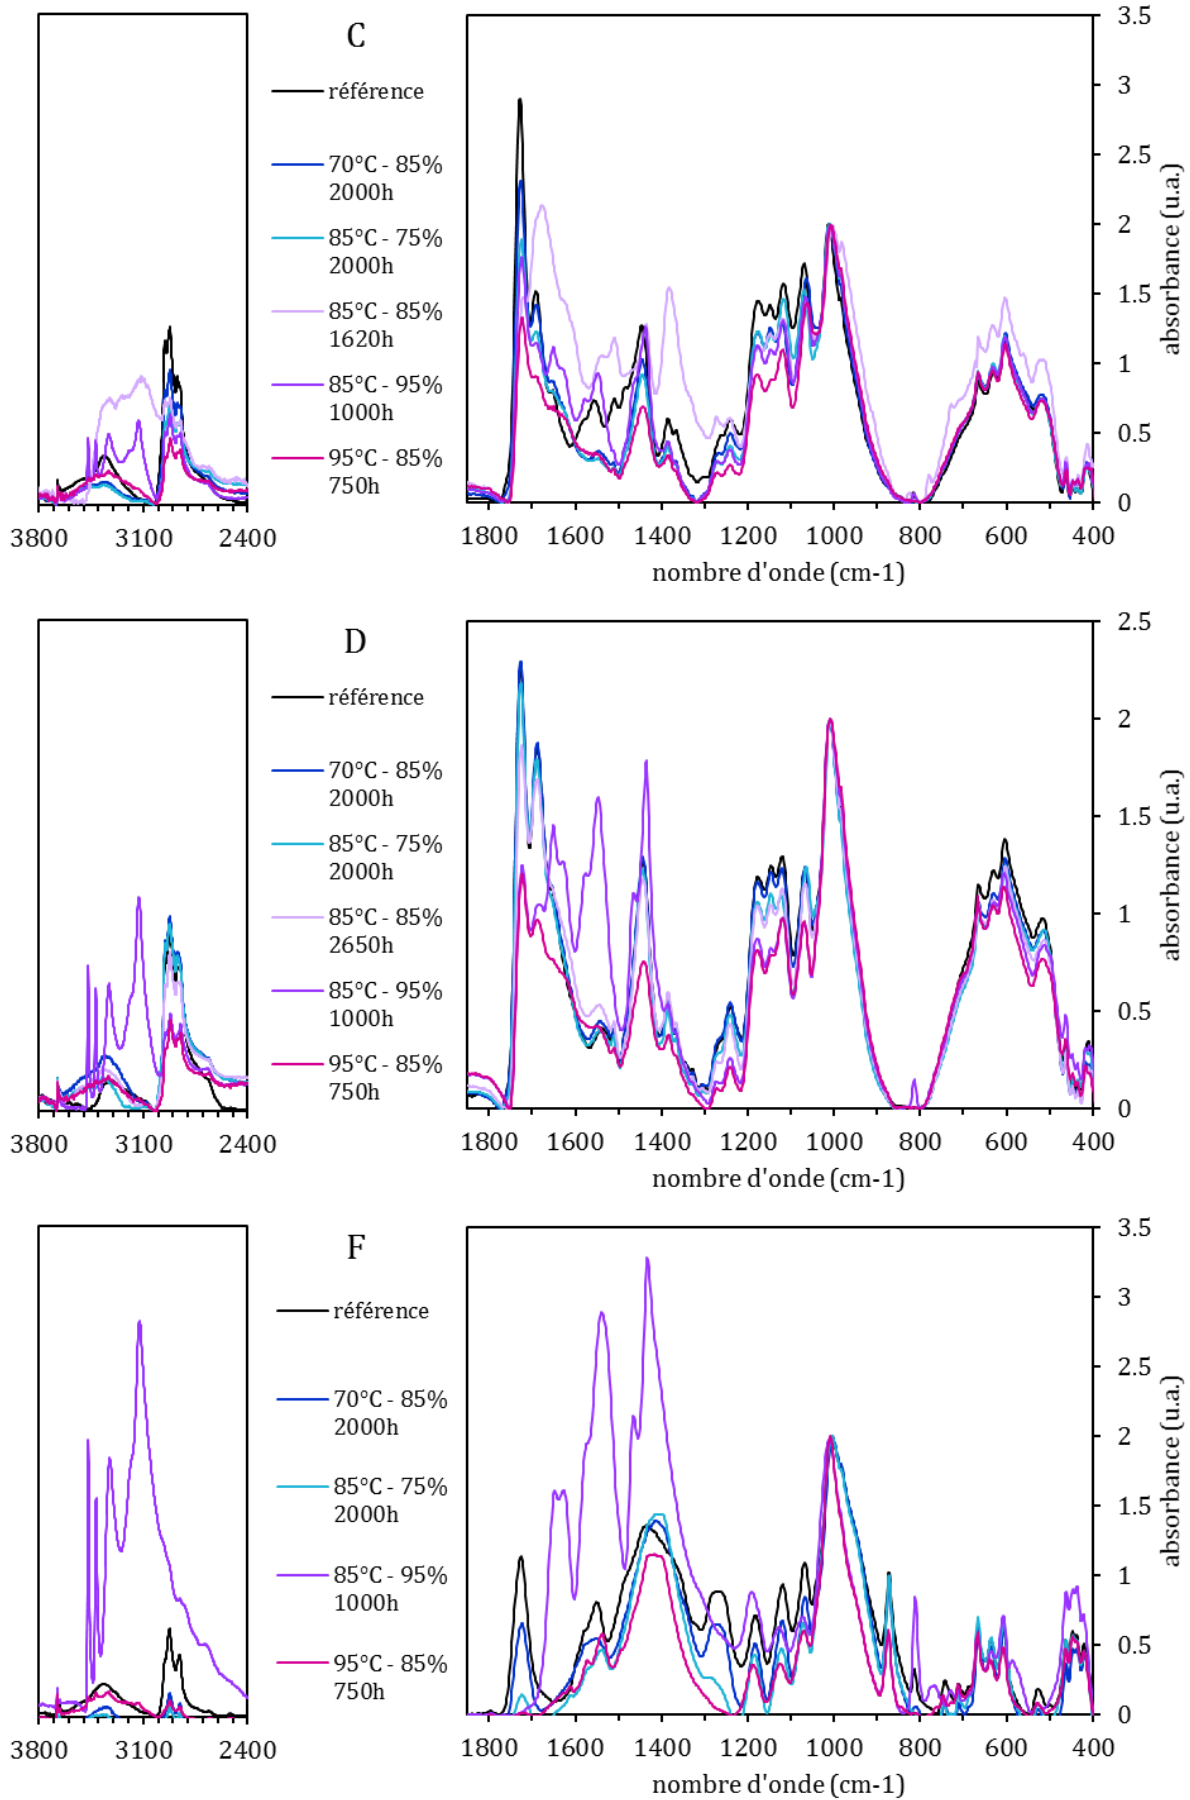 C
référence
70°C - 85%
2000h
85°C - 75%
2000h
85°C - 85%
1620h
85°C - 95%
1000h
95°C - 85%
750h
3800 3100 2400
3.5
3
2.5
2
1.5
1
0.5
0
absorbance (u.a.)
1800 1600 1400 1200 1000 800 600 400
nombre d'onde (cm-1)
D
référence
70°C - 85%
2000h
85°C - 75%
2000h
85°C - 85%
2650h
85°C - 95%
1000h
95°C - 85%
750h
3800 3100 2400
2.5
2
1.5
1
0.5
0
absorbance (u.a.)
1800 1600 1400 1200 1000 800 600 400
nombre d'onde (cm-1)
F
référence
70°C - 85%
2000h
85°C - 75%
2000h
85°C - 95%
1000h
95°C - 85%
750h
3800 3100 2400
3.5
3
2.5
2
1.5
1
0.5
0
absorbance (u.a.)
1800 1600 1400 1200 1000 800 600 400
nombre d'onde (cm-1)